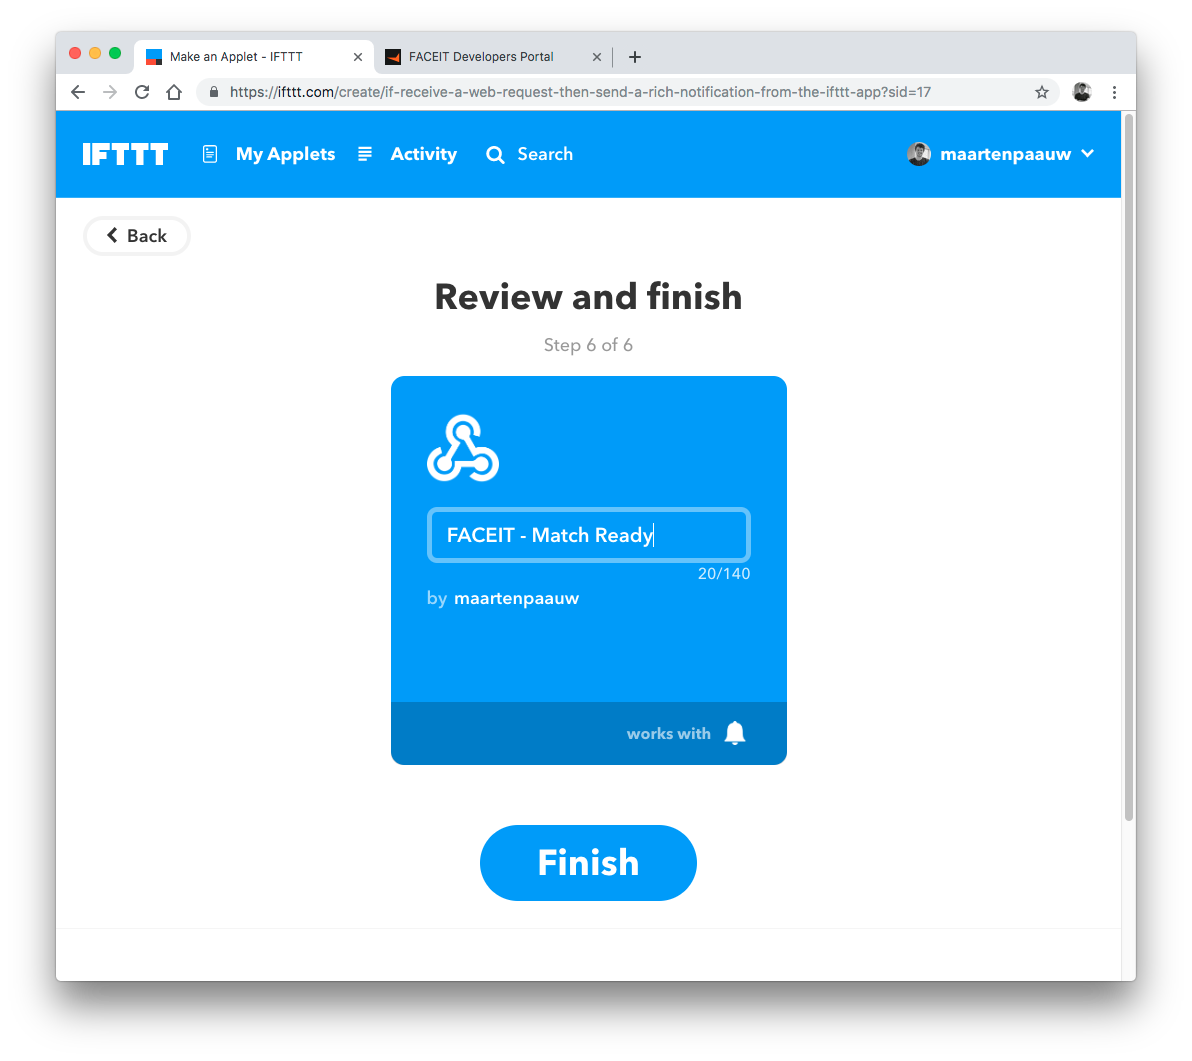 Make an Applet - IFTTT
FACEIT Developers Portal
https://ifttt.com/create/if-receive-a-web-request-then-send-a-rich-notification-from-the-ifttt-app?sid=17
IFTTT
My Applets
Activity
Search
maartenpaauw
Back
Review and finish
Step 6 of 6
FACEIT - Match Ready
20/140
by maartenpaauw
works with
Finish